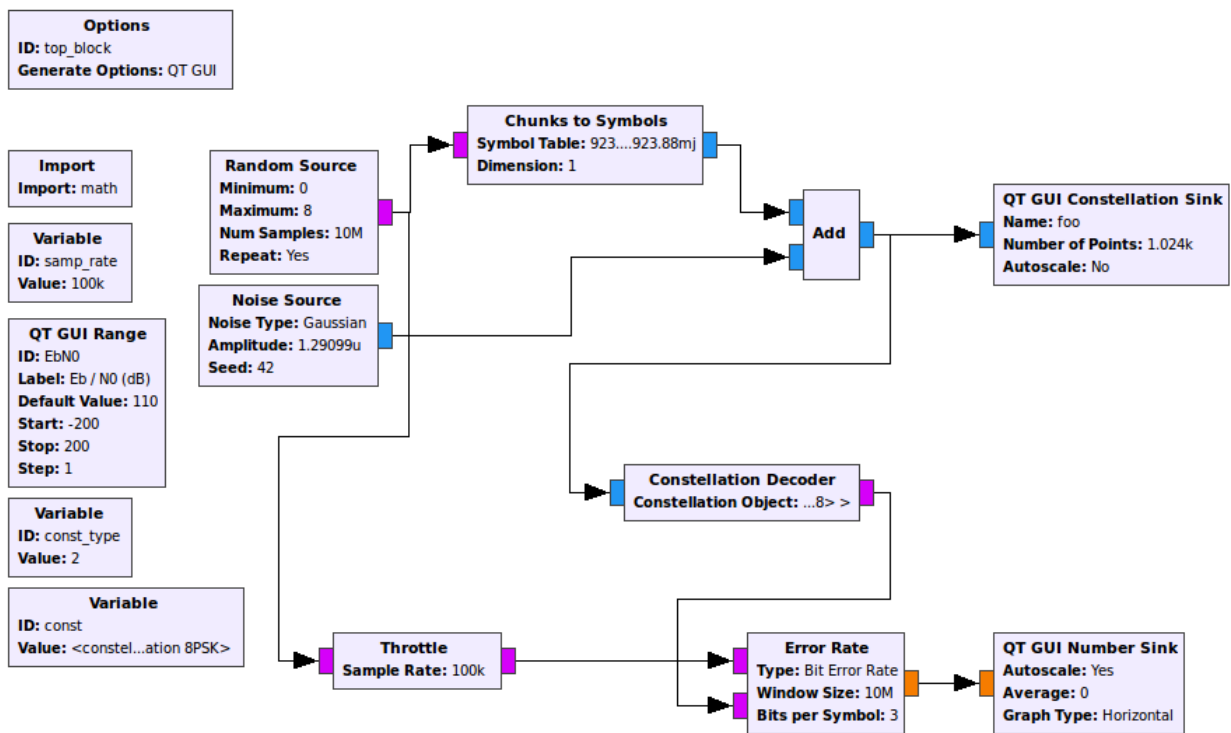 Options
ID: top_block
Generate Options: QT GUI
Import
Import: math
Variable
ID: samp_rate
Value: 100k
QT GUI Range
ID: EbN0
Label: Eb / N0 (dB)
Default Value: 110
Start: -200
Stop: 200
Step: 1
Variable
ID: const_type
Value: 2
Variable
ID: const
Value: <constel...ation 8PSK>
Random Source
Minimum: 0
Maximum: 8
Num Samples: 10M
Repeat: Yes
Noise Source
Noise Type: Gaussian
Amplitude: 1.29099u
Seed: 42
Chunks to Symbols
Symbol Table: 923....923.88mj
Dimension: 1
Add
QT GUI Constellation Sink
Name: foo
Number of Points: 1.024k
Autoscale: No
Constellation Decoder
Constellation Object: ...8> >
Throttle
Sample Rate: 100k
Error Rate
Type: Bit Error Rate
Window Size: 10M
Bits per Symbol: 3
QT GUI Number Sink
Autoscale: Yes
Average: 0
Graph Type: Horizontal